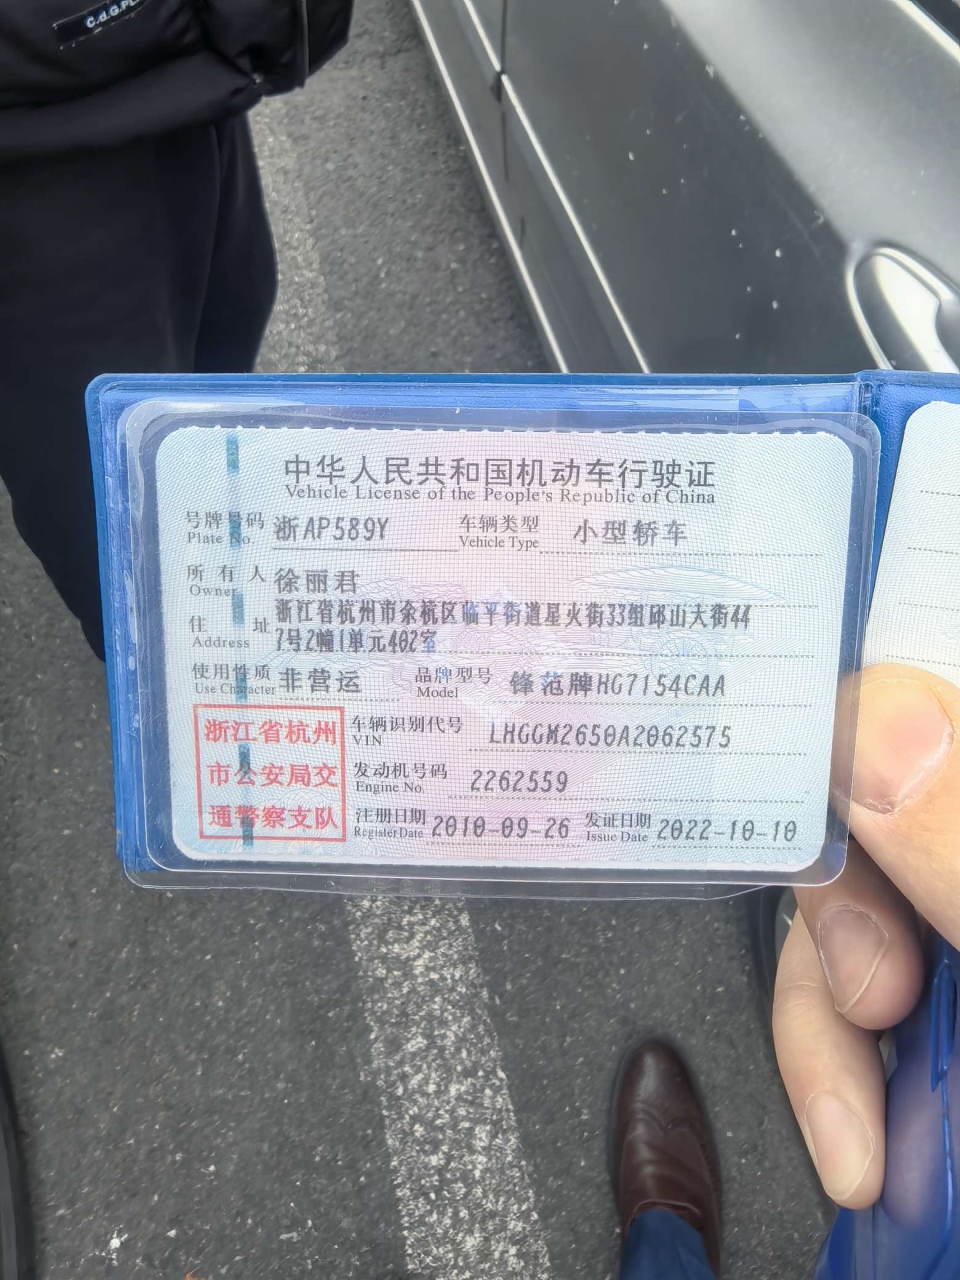 C.d.G.PL
中华人民共和国机动车行驶证
Vehicle License of the People's Republic of China
号牌号码 浙AP589Y 车辆类型 小型轿车
Plate No. Vehicle Type
所有人 徐丽君
Owner
浙江省杭州市余杭区临平街道星火街33组邱山大街44
住址 7号2幢1单元402室
Address
使用性质 非营运 品牌型号 锋范牌HG7154CAA
Use Character Model
浙江省杭州 车辆识别代号 LHGGM2650A2062575
VIN
市公安局交 发动机号码 2262559
Engine No.
通警察支队 注册日期 2010-09-26 发证日期 2022-10-10
Register Date Issue Date